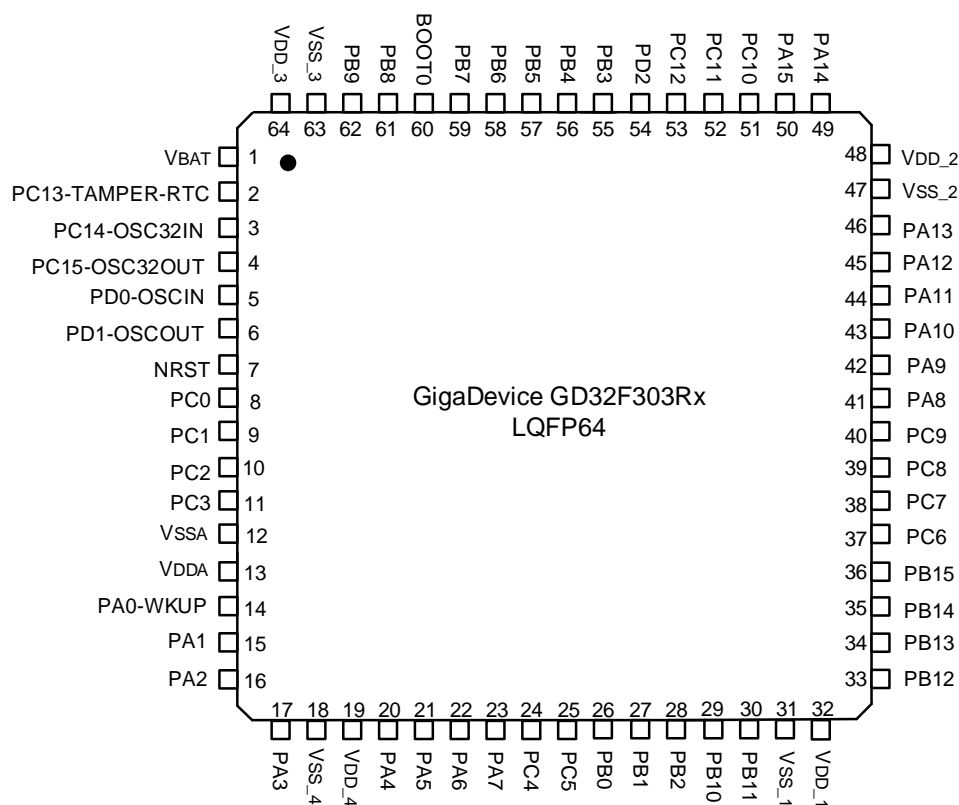 VDD_3
VSS_3
PB9
PB8
BOOT0
PB7
PB6
PB5
PB4
PB3
PD2
PC12
PC11
PC10
PA15
PA14
64 63 62 61 60 59 58 57 56 55 54 53 52 51 50 49
VBAT 1
PC13-TAMPER-RTC 2
PC14-OSC32IN 3
PC15-OSC32OUT 4
PD0-OSCIN 5
PD1-OSCOUT 6
NRST 7
PC0 8
PC1 9
PC2 10
PC3 11
VSSA 12
VDDA 13
PA0-WKUP 14
PA1 15
PA2 16
GigaDevice GD32F303Rx
LQFP64
48 VDD_2
47 VSS_2
46 PA13
45 PA12
44 PA11
43 PA10
42 PA9
41 PA8
40 PC9
39 PC8
38 PC7
37 PC6
36 PB15
35 PB14
34 PB13
33 PB12
17 18 19 20 21 22 23 24 25 26 27 28 29 30 31 32
PA3
VSS_4
VDD_4
PA4
PA5
PA6
PA7
PC4
PC5
PB0
PB1
PB2
PB10
PB11
VSS_1
VDD_1